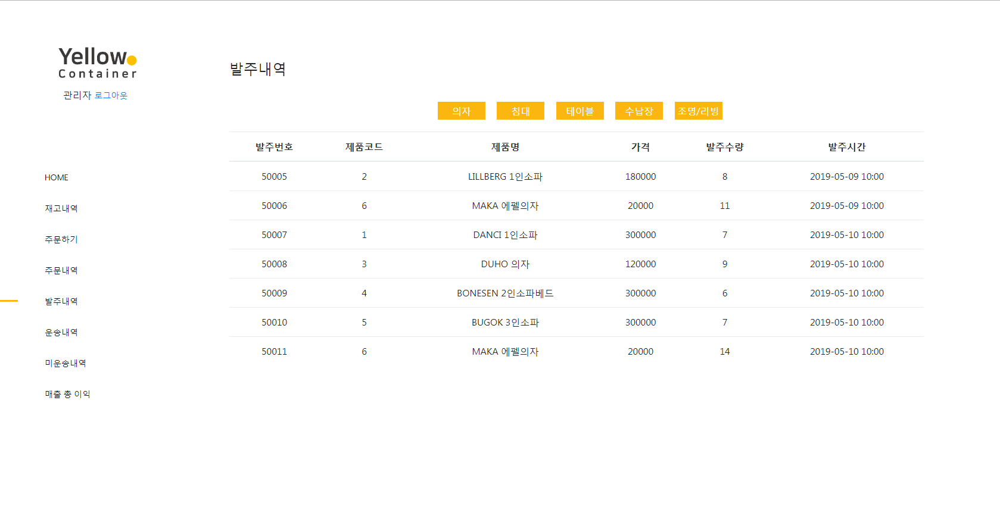 Yellow
Container
관리자 로그아웃
HOME
재고내역
주문하기
주문내역
발주내역
운송내역
미운송내역
매출 총 이익
발주내역
의자 침대 테이블 수납장 조명/리빙
발주번호 제품코드 제품명 가격 발주수량 발주시간
50005 2 LILLBERG 1인소파 180000 8 2019-05-09 10:00
50006 6 MAKA 에펠의자 20000 11 2019-05-09 10:00
50007 1 DANCI 1인소파 300000 7 2019-05-10 10:00
50008 3 DUHO 의자 120000 9 2019-05-10 10:00
50009 4 BONESEN 2인소파베드 300000 6 2019-05-10 10:00
50010 5 BUGOK 3인소파 300000 7 2019-05-10 10:00
50011 6 MAKA 에펠의자 20000 14 2019-05-10 10:00